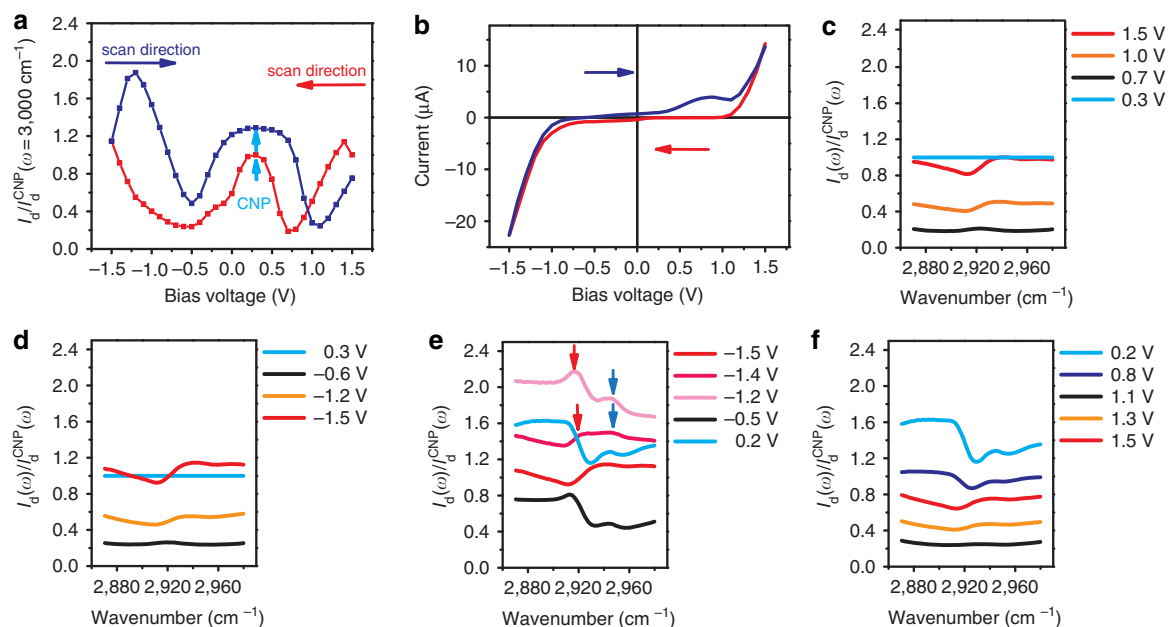 a
I_d/I_d^CNP(ω = 3,000 cm⁻¹)
2.4
2.0
1.6
1.2
0.8
0.4
0.0
scan direction
scan direction
CNP
−1.5 −1.0 −0.5 0.0 0.5 1.0 1.5
Bias voltage (V)
b
Current (μA)
10
0
−10
−20
−1.5 −1.0 −0.5 0.0 0.5 1.0 1.5
Bias voltage (V)
c
I_d(ω)/I_d^CNP(ω)
2.4
2.0
1.6
1.2
0.8
0.4
0.0
1.5 V
1.0 V
0.7 V
0.3 V
2,880 2,920 2,960
Wavenumber (cm⁻¹)
d
I_d(ω)/I_d^CNP(ω)
2.4
2.0
1.6
1.2
0.8
0.4
0.0
0.3 V
−0.6 V
−1.2 V
−1.5 V
2,880 2,920 2,960
Wavenumber (cm⁻¹)
e
I_d(ω)/I_d^CNP(ω)
2.4
2.0
1.6
1.2
0.8
0.4
0.0
−1.5 V
−1.4 V
−1.2 V
−0.5 V
0.2 V
2,880 2,920 2,960
Wavenumber (cm⁻¹)
f
I_d(ω)/I_d^CNP(ω)
2.4
2.0
1.6
1.2
0.8
0.4
0.0
0.2 V
0.8 V
1.1 V
1.3 V
1.5 V
2,880 2,920 2,960
Wavenumber (cm⁻¹)